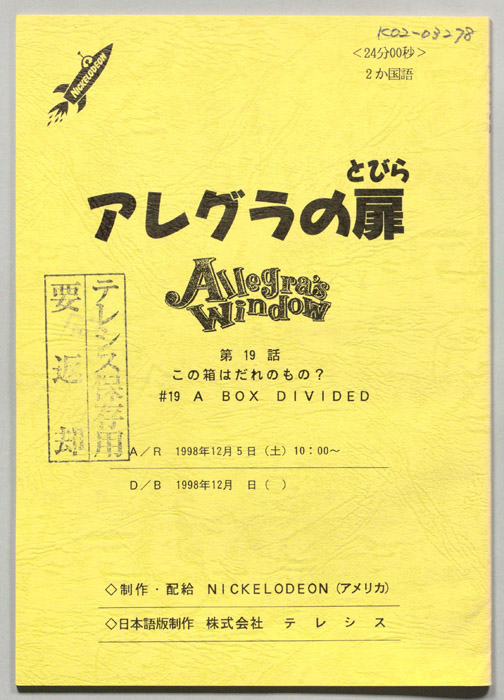 K02-03278
<24分00秒>
2か国語
NICKELODEON
とびら
アレグラの扉
Allegra's
Window
テレシス保存用
要返却
第19話
この箱はだれのもの?
#19 A BOX DIVIDED
A/R 1998年12月5日(土)10:00~
D/B 1998年12月 日( )
◇制作・配給 NICKELODEON(アメリカ)
◇日本語版制作 株式会社 テレシス